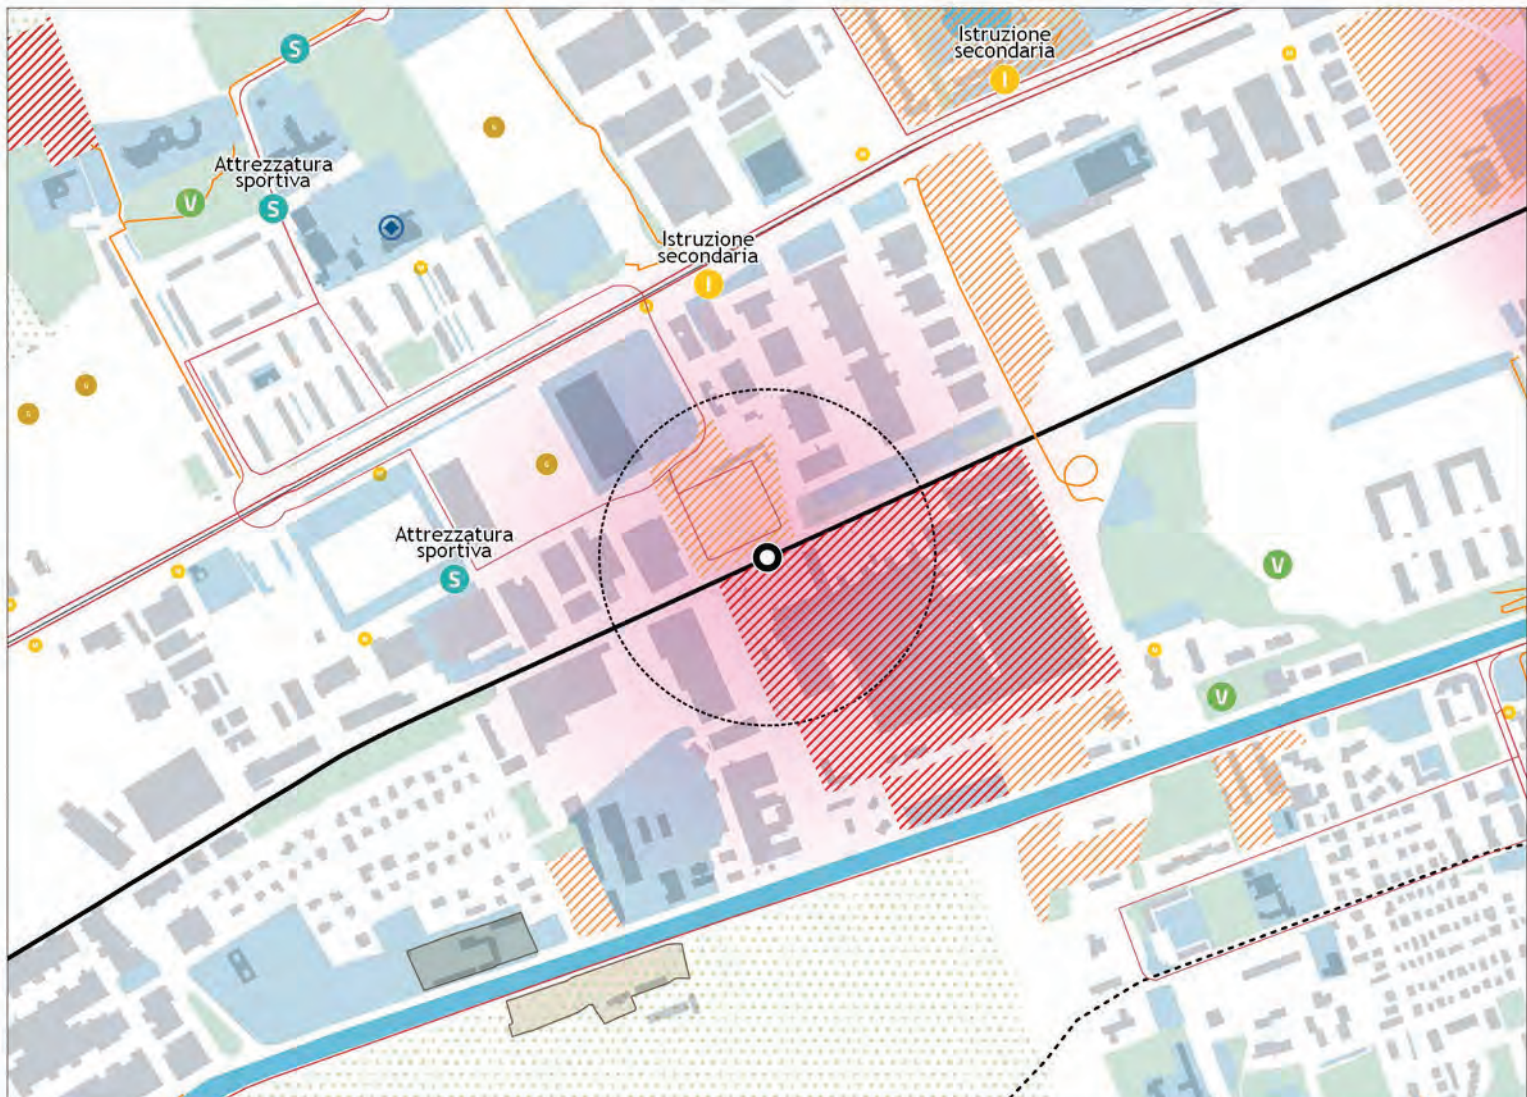 S
Istruzione
secondaria
I
Attrezzatura
sportiva
V
S
Istruzione
secondaria
I
Attrezzatura
sportiva
S
V
V